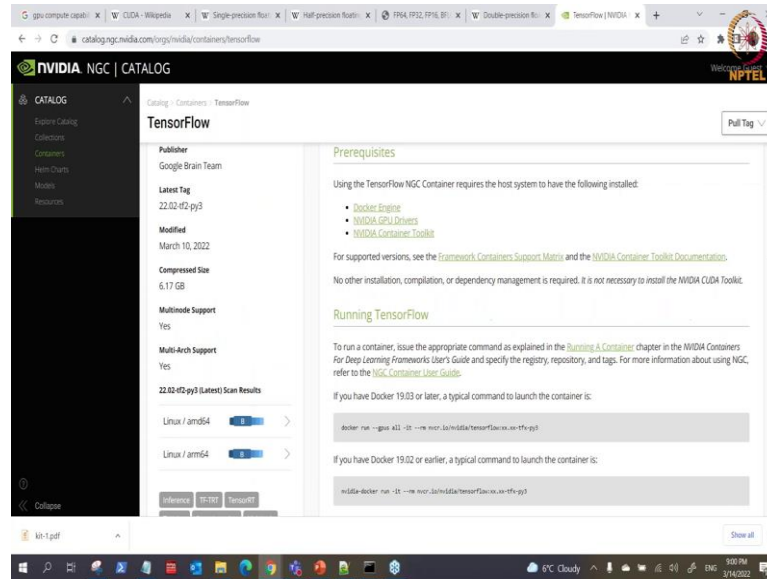 gpu compute capabil
CUDA - Wikipedia
Single-precision float
Half-precision floatin
FP64, FP32, FP16, BF
Double-precision flo
TensorFlow | NVIDIA
catalog.ngc.nvidia.com/orgs/nvidia/containers/tensorflow
NVIDIA. NGC | CATALOG
Welcome Guest
NPTEL
CATALOG
Explore Catalog
Collections
Containers
Helm Charts
Models
Resources
Collapse
Catalog > Containers > TensorFlow
TensorFlow
Pull Tag
Publisher
Google Brain Team
Latest Tag
22.02-tf2-py3
Modified
March 10, 2022
Compressed Size
6.17 GB
Multinode Support
Yes
Multi-Arch Support
Yes
22.02-tf2-py3 (Latest) Scan Results
Linux / amd64
B
Linux / arm64
B
Inference TF-TRT TensorRT
Prerequisites
Using the TensorFlow NGC Container requires the host system to have the following installed:
• Docker Engine
• NVIDIA GPU Drivers
• NVIDIA Container Toolkit
For supported versions, see the Framework Containers Support Matrix and the NVIDIA Container Toolkit Documentation.
No other installation, compilation, or dependency management is required. It is not necessary to install the NVIDIA CUDA Toolkit.
Running TensorFlow
To run a container, issue the appropriate command as explained in the Running A Container chapter in the NVIDIA Containers
For Deep Learning Frameworks User's Guide and specify the registry, repository, and tags. For more information about using NGC,
refer to the NGC Container User Guide.
If you have Docker 19.03 or later, a typical command to launch the container is:
docker run --gpus all -it --rm nvcr.io/nvidia/tensorflow:xx.xx-tfx-py3
If you have Docker 19.02 or earlier, a typical command to launch the container is:
nvidia-docker run -it --rm nvcr.io/nvidia/tensorflow:xx.xx-tfx-py3
kit-1.pdf
Show all
6°C Cloudy
ENG
9:00 PM
3/14/2022